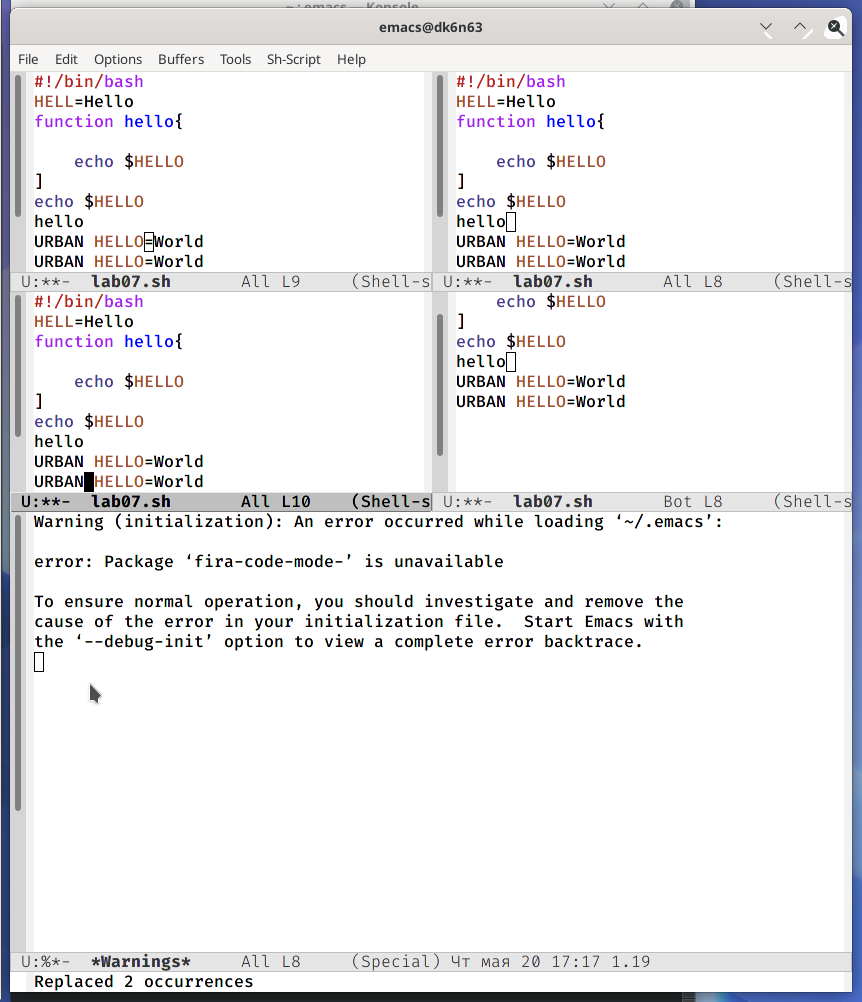 ~ : emacs — Konsole
emacs@dk6n63
File Edit Options Buffers Tools Sh-Script Help
#!/bin/bash
HELL=Hello
function hello{
echo $HELLO
]
echo $HELLO
hello
URBAN HELLO=World
URBAN HELLO=World
U:**- lab07.sh All L9 (Shell-s
#!/bin/bash
HELL=Hello
function hello{
echo $HELLO
]
echo $HELLO
hello
URBAN HELLO=World
URBAN HELLO=World
U:**- lab07.sh All L8 (Shell-s
#!/bin/bash
HELL=Hello
function hello{
echo $HELLO
]
echo $HELLO
hello
URBAN HELLO=World
URBAN HELLO=World
U:**- lab07.sh All L10 (Shell-s
echo $HELLO
]
echo $HELLO
hello
URBAN HELLO=World
URBAN HELLO=World
U:**- lab07.sh Bot L8 (Shell-s
Warning (initialization): An error occurred while loading ‘~/.emacs’:
error: Package ‘fira-code-mode-’ is unavailable
To ensure normal operation, you should investigate and remove the
cause of the error in your initialization file.  Start Emacs with
the ‘--debug-init’ option to view a complete error backtrace.
U:%*- *Warnings* All L8 (Special) Чт мая 20 17:17 1.19
Replaced 2 occurrences